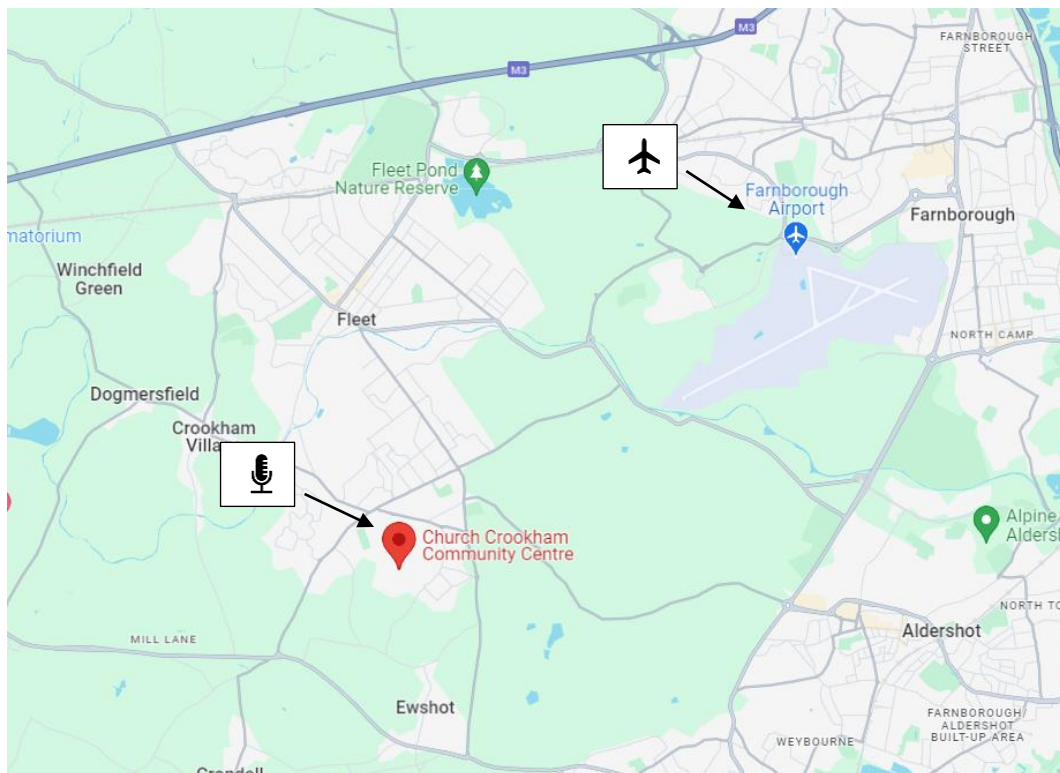 M3
FARNBOROUGH
STREET
M3
Fleet Pond
Nature Reserve
Farnborough
Airport
Farnborough
matorium
Winchfield
Green
Fleet
NORTH CAMP
Dogmersfield
Crookham
Villa
Church Crookham
Community Centre
Alpine
Aldersh
NORTH TO
MILL LANE
Aldershot
Ewshot
FARNBOROUGH/
ALDERSHOT
BUILT-UP AREA
WEYBOURNE
Crondall